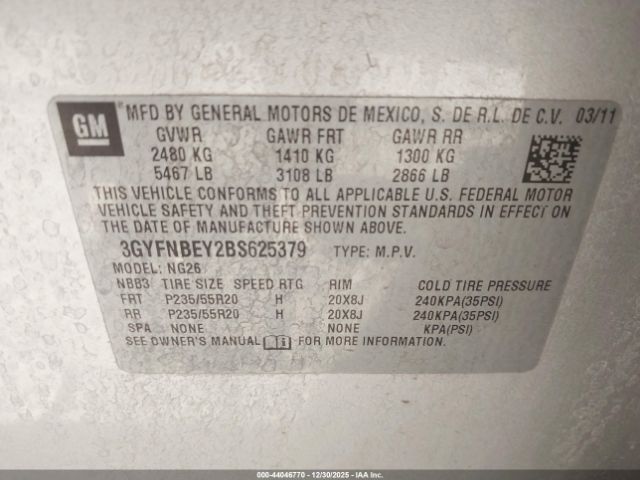 GM
MFD BY GENERAL MOTORS DE MEXICO, S. DE R.L. DE C.V. 03/11
GVWR GAWR FRT GAWR RR
2480 KG 1410 KG 1300 KG
5467 LB 3108 LB 2866 LB
THIS VEHICLE CONFORMS TO ALL APPLICABLE U.S. FEDERAL MOTOR
VEHICLE SAFETY AND THEFT PREVENTION STANDARDS IN EFFECT ON
THE DATE OF MANUFACTURE SHOWN ABOVE.
3GYFNBEY2BS625379 TYPE: M.P.V.
MODEL: NG26
NBB3 TIRE SIZE SPEED RTG RIM COLD TIRE PRESSURE
FRT P235/55R20 H 20X8J 240KPA(35PSI)
RR P235/55R20 H 20X8J 240KPA(35PSI)
SPA NONE NONE KPA(PSI)
SEE OWNER'S MANUAL FOR MORE INFORMATION.
000-44046770 - 12/30/2025 - IAAI Inc.